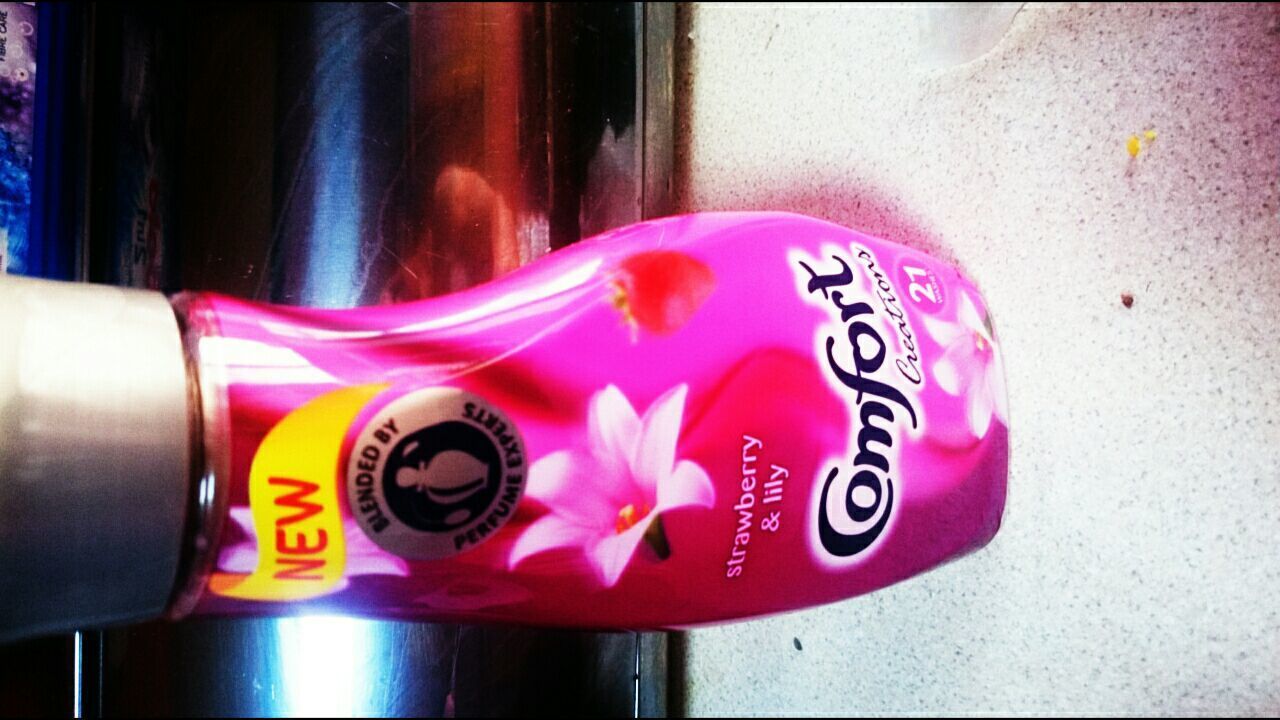 NEW
BLENDED BY
PERFUME EXPERTS
strawberry
& lily
Comfort
Creations
21